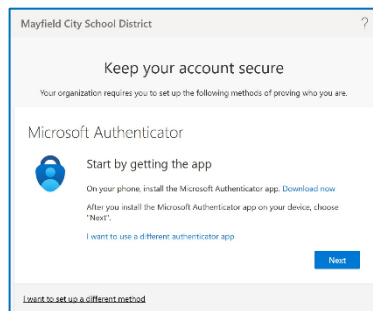 Mayfield City School District
?
Keep your account secure
Your organization requires you to set up the following methods of proving who you are.
Microsoft Authenticator
Start by getting the app
On your phone, install the Microsoft Authenticator app. Download now
After you install the Microsoft Authenticator app on your device, choose
"Next".
I want to use a different authenticator app
Next
I want to set up a different method